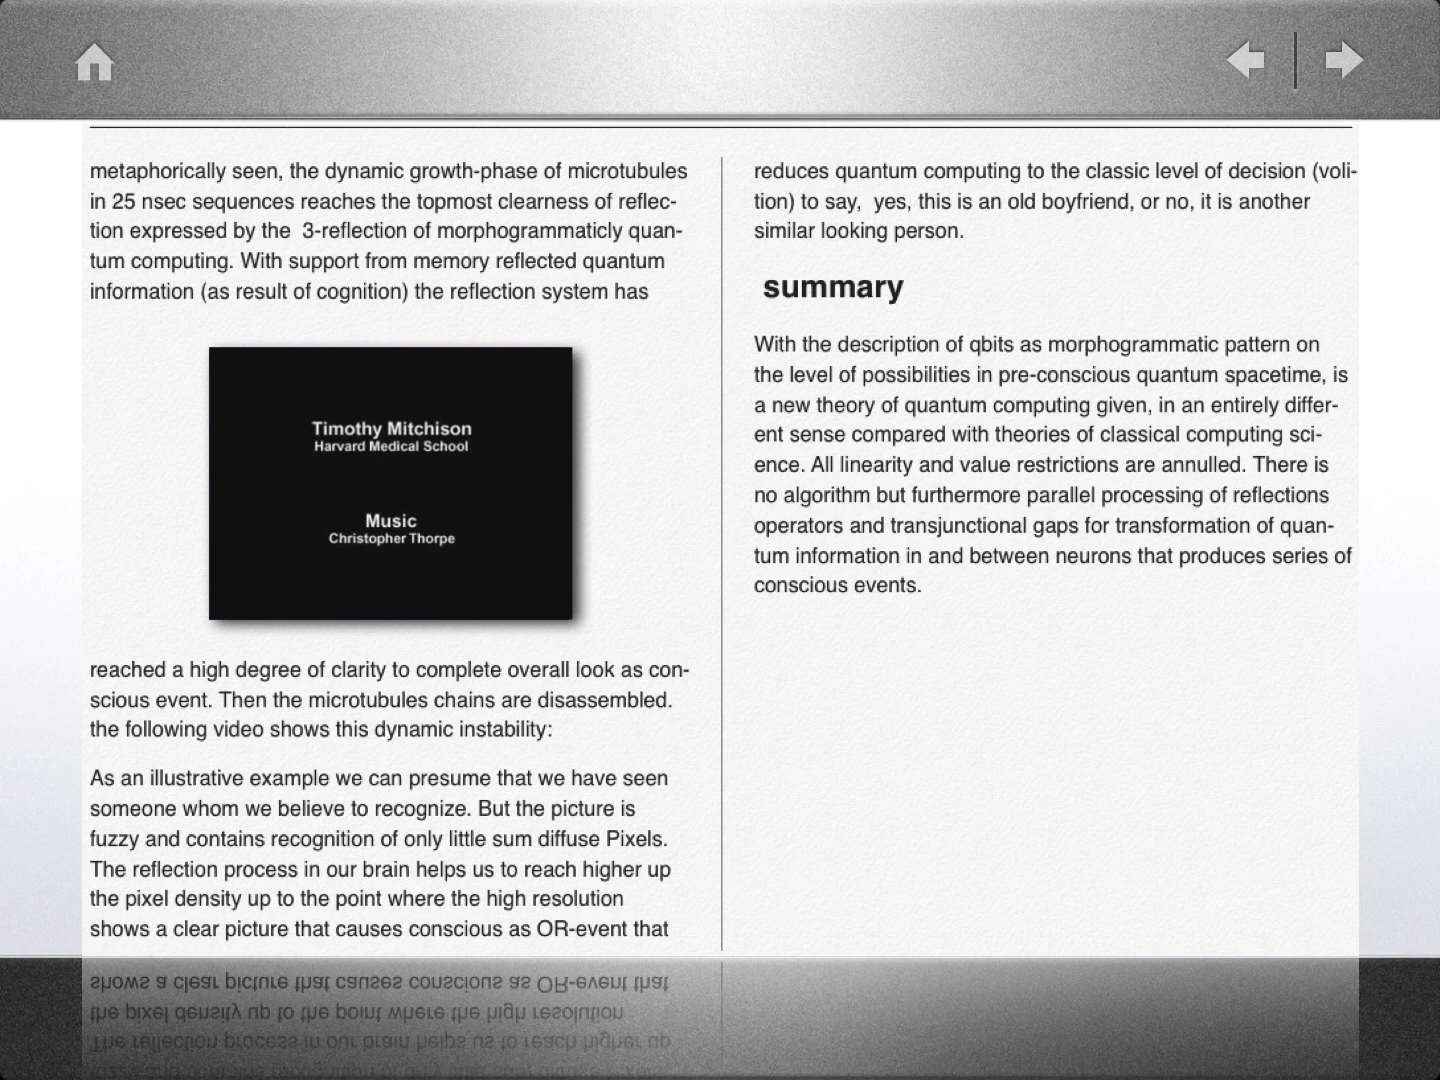 metaphorically seen, the dynamic growth-phase of microtubules
in 25 nsec sequences reaches the topmost clearness of reflec-
tion expressed by the  3-reflection of morphogrammaticly quan-
tum computing. With support from memory reflected quantum
information (as result of cognition) the reflection system has
Timothy Mitchison
Harvard Medical School
Music
Christopher Thorpe
reached a high degree of clarity to complete overall look as con-
scious event. Then the microtubules chains are disassembled.
the following video shows this dynamic instability:
As an illustrative example we can presume that we have seen
someone whom we believe to recognize. But the picture is
fuzzy and contains recognition of only little sum diffuse Pixels.
The reflection process in our brain helps us to reach higher up
the pixel density up to the point where the high resolution
shows a clear picture that causes conscious as OR-event that
reduces quantum computing to the classic level of decision (voli-
tion) to say,  yes, this is an old boyfriend, or no, it is another
similar looking person.
summary
With the description of qbits as morphogrammatic pattern on
the level of possibilities in pre-conscious quantum spacetime, is
a new theory of quantum computing given, in an entirely differ-
ent sense compared with theories of classical computing sci-
ence. All linearity and value restrictions are annulled. There is
no algorithm but furthermore parallel processing of reflections
operators and transjunctional gaps for transformation of quan-
tum information in and between neurons that produces series of
conscious events.